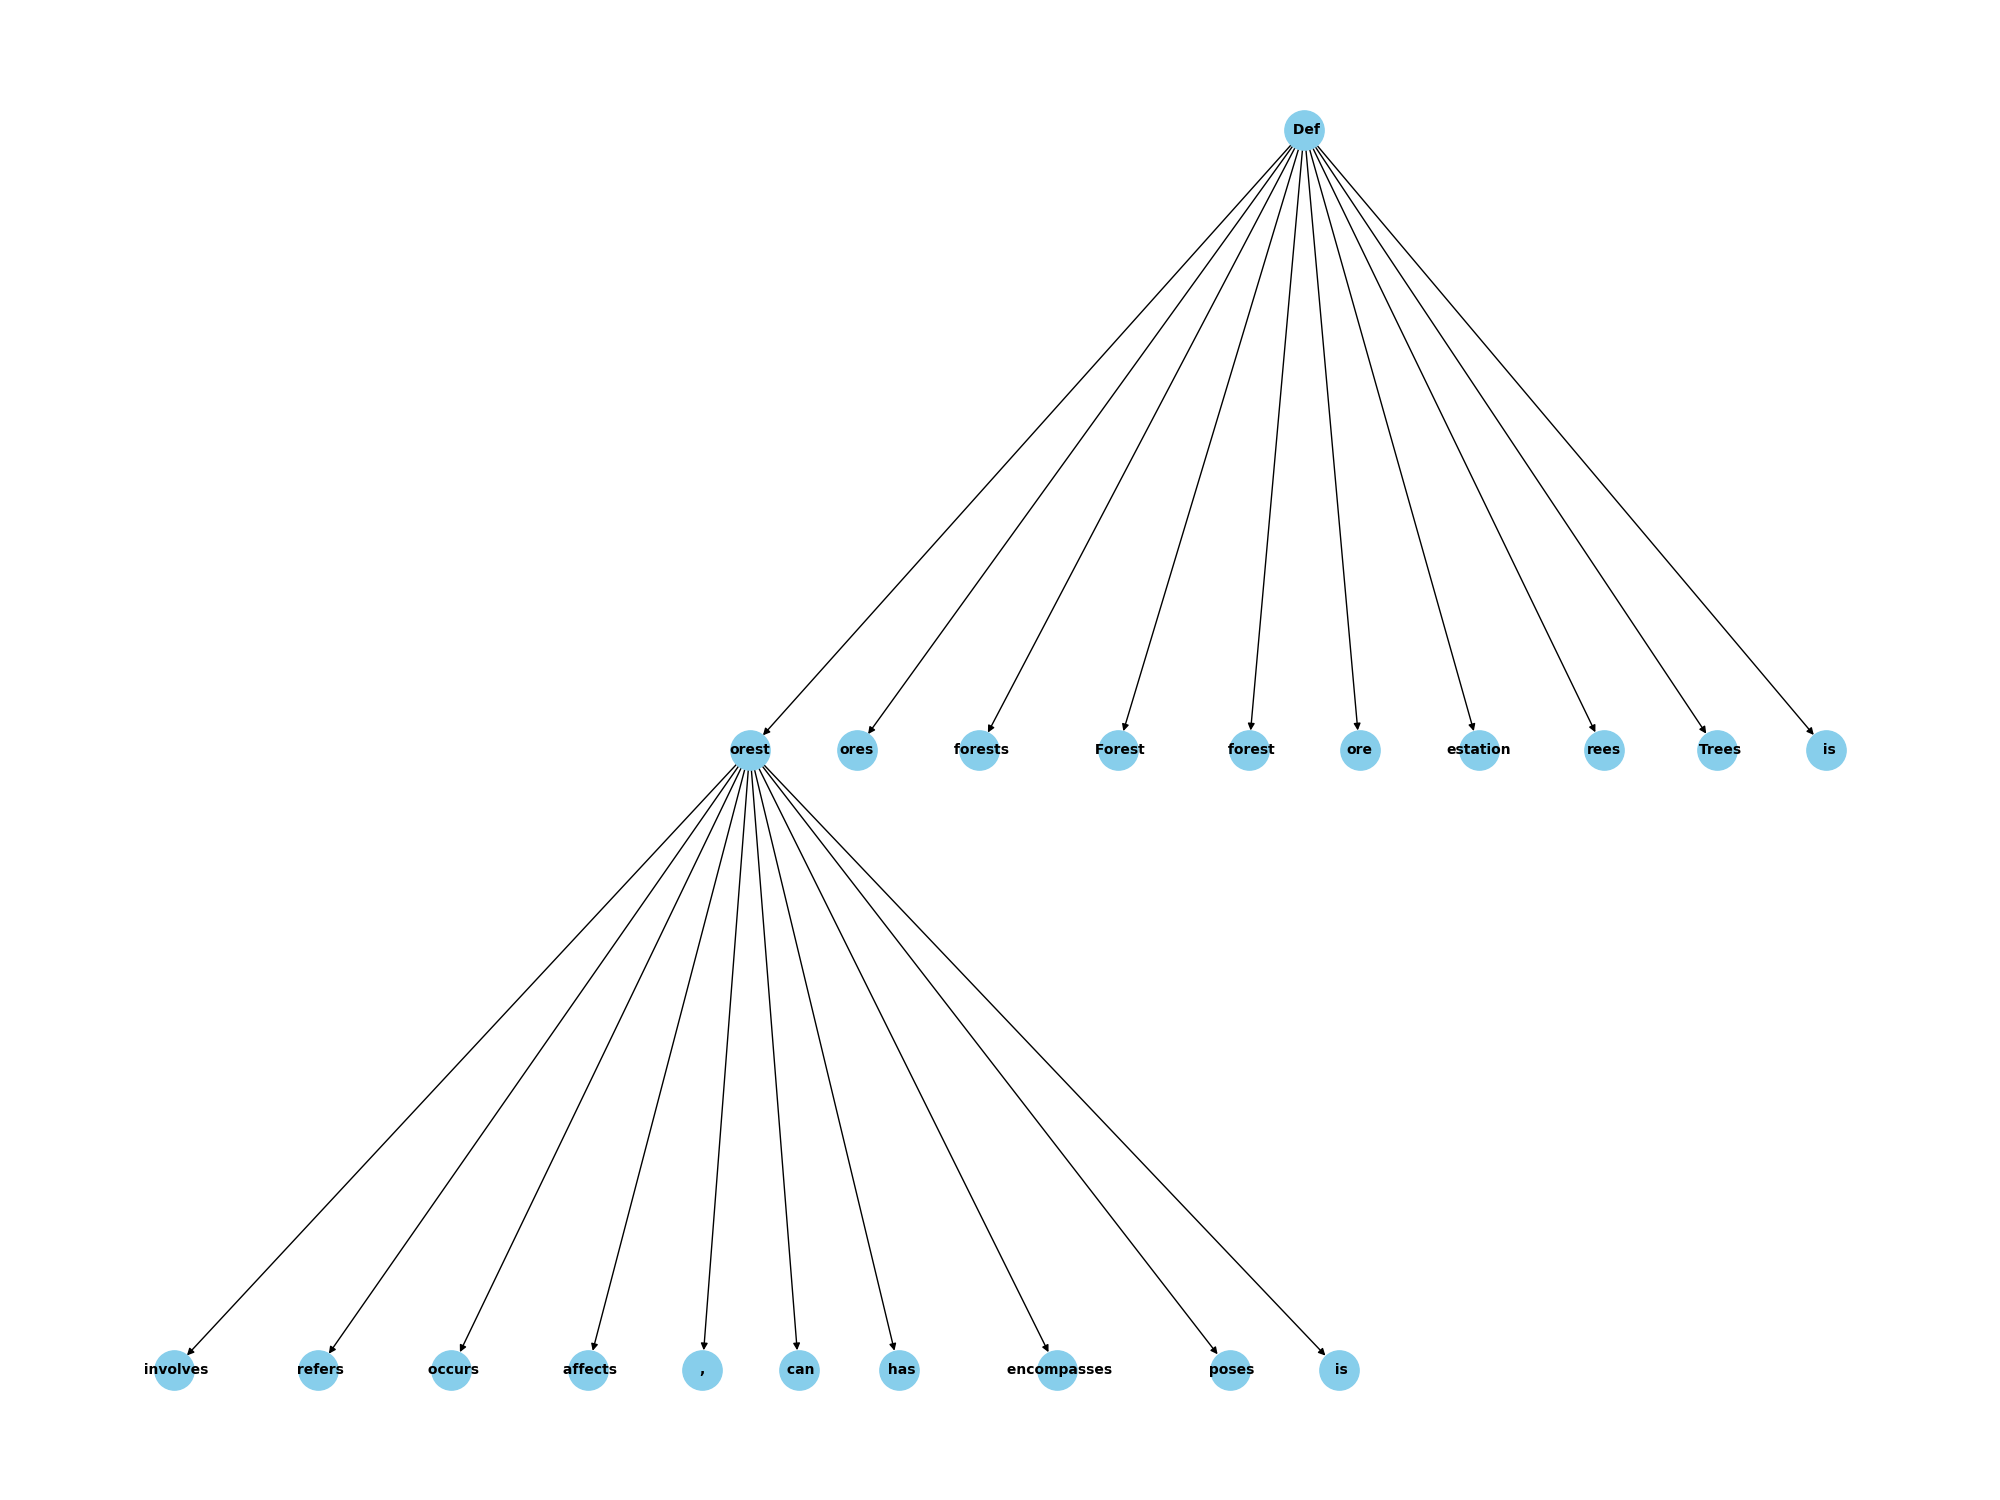 Def
orest ores forests Forest forest ore estation rees Trees is
involves refers occurs affects , can has encompasses poses is